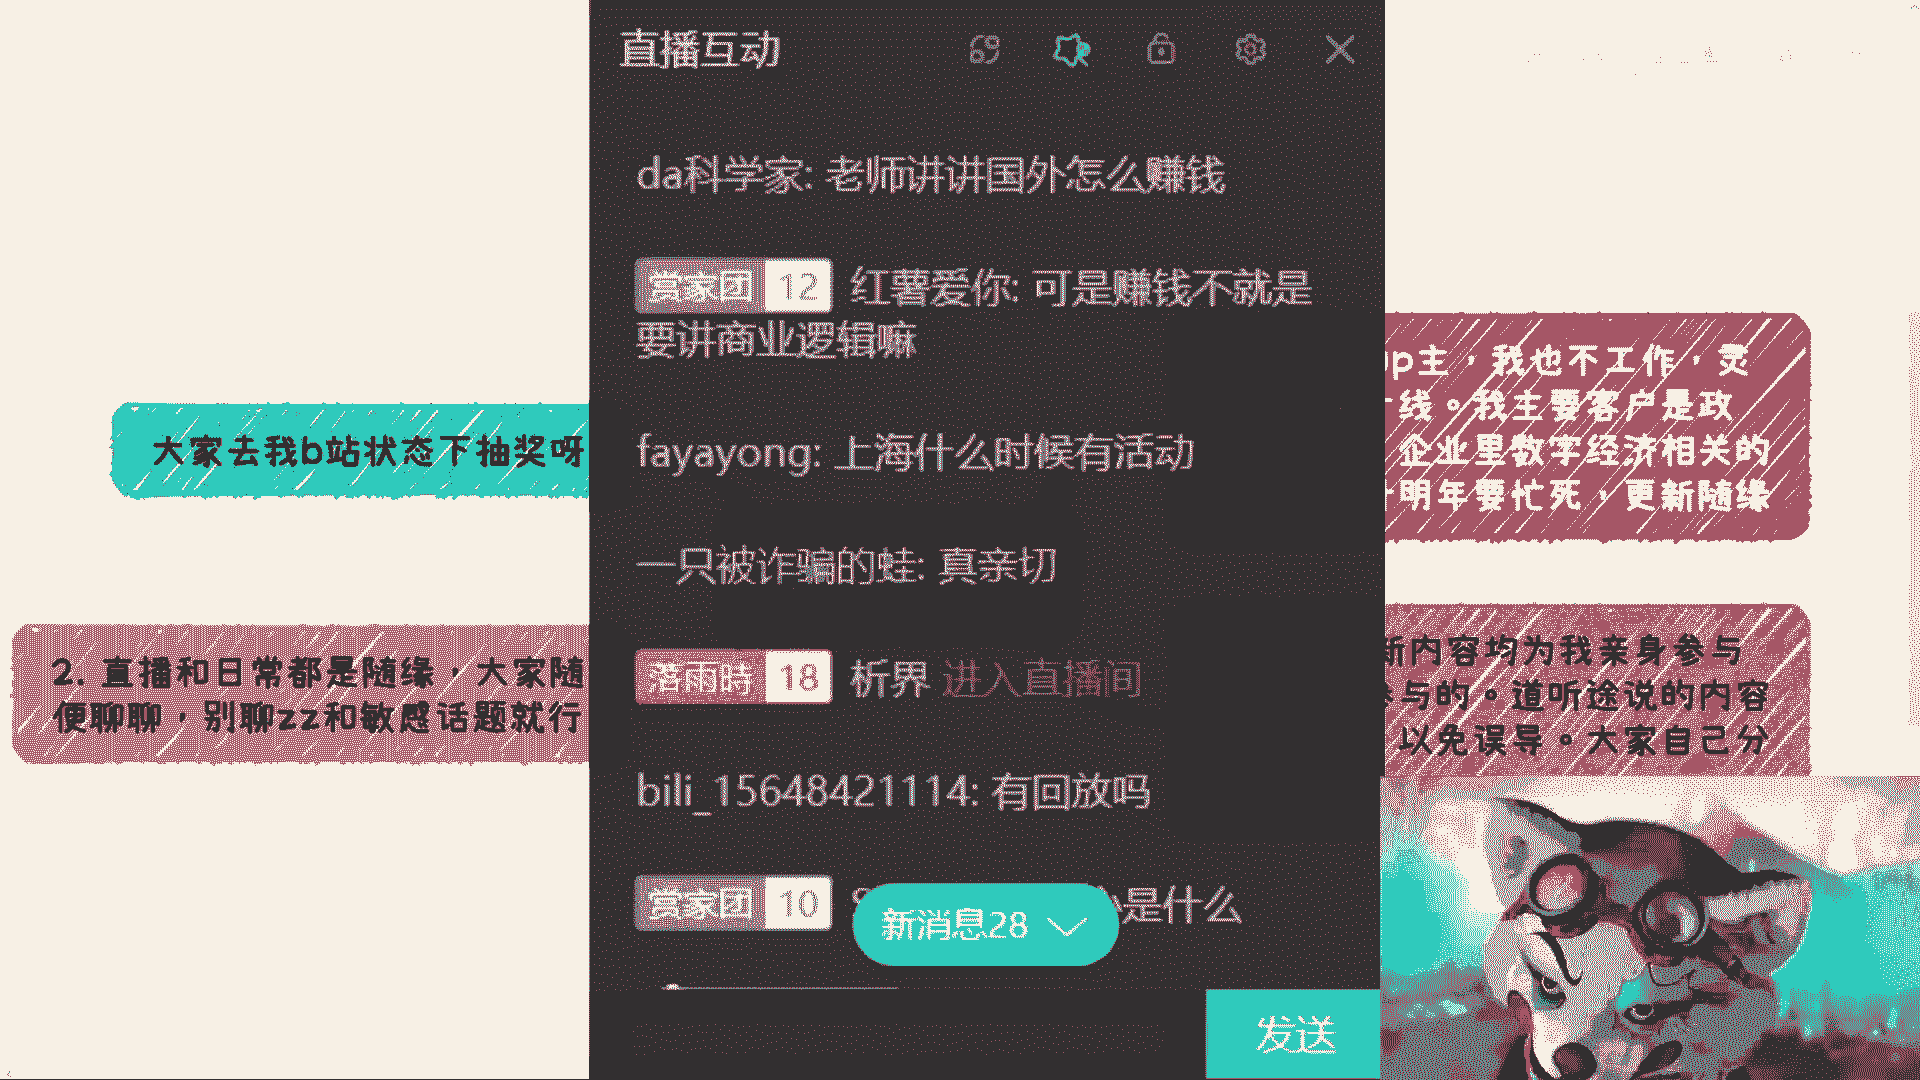 直播互动
da科学家: 老师讲讲国外怎么赚钱
赏家团 12 红薯爱你: 可是赚钱不就是
要讲商业逻辑嘛
fayayong: 上海什么时候有活动
一只被诈骗的蛙: 真亲切
落雨時 18 析界 进入直播间
bili_15648421114: 有回放吗
赏家团 10 是什么
新消息28
发送
大家去我b站状态下抽奖呀
2. 直播和日常都是随缘，大家随
便聊聊，别聊zz和敏感话题就行
up主，我也不工作，灵
线。我主要客户是政
企业里数字经济相关的
明年要忙死，更新随缘
新内容均为我亲身参与
参与的。道听途说的内容
以免误导。大家自己分